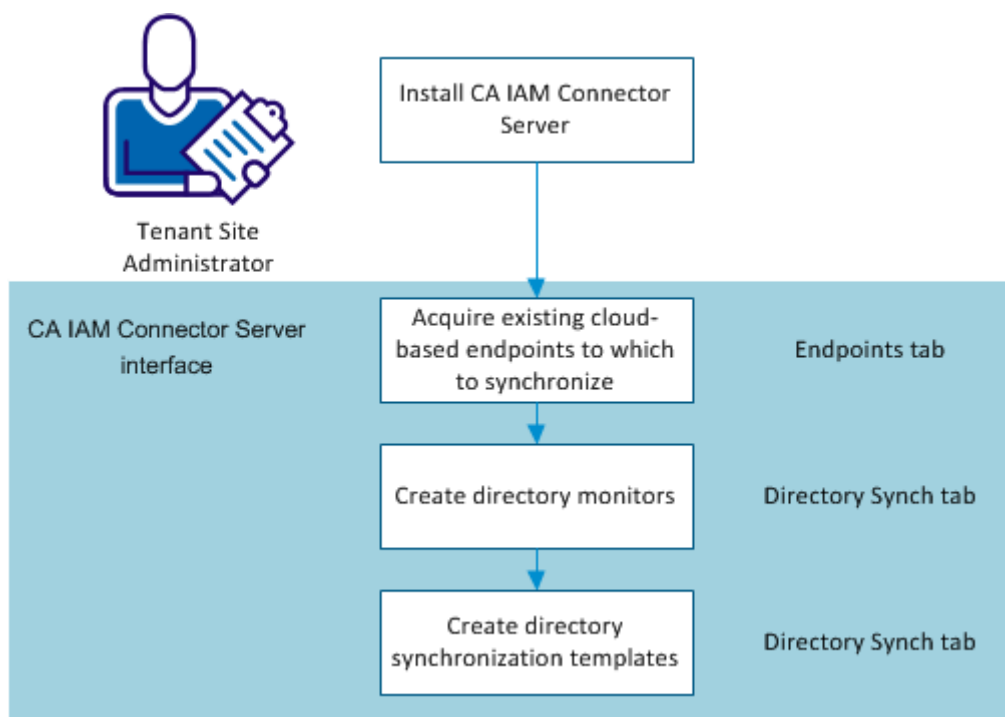 Install CA IAM Connector
Server
Tenant Site
Administrator
CA IAM Connector Server
interface
Acquire existing cloud-
based endpoints to which
to synchronize
Endpoints tab
Create directory monitors
Directory Synch tab
Create directory
synchronization templates
Directory Synch tab